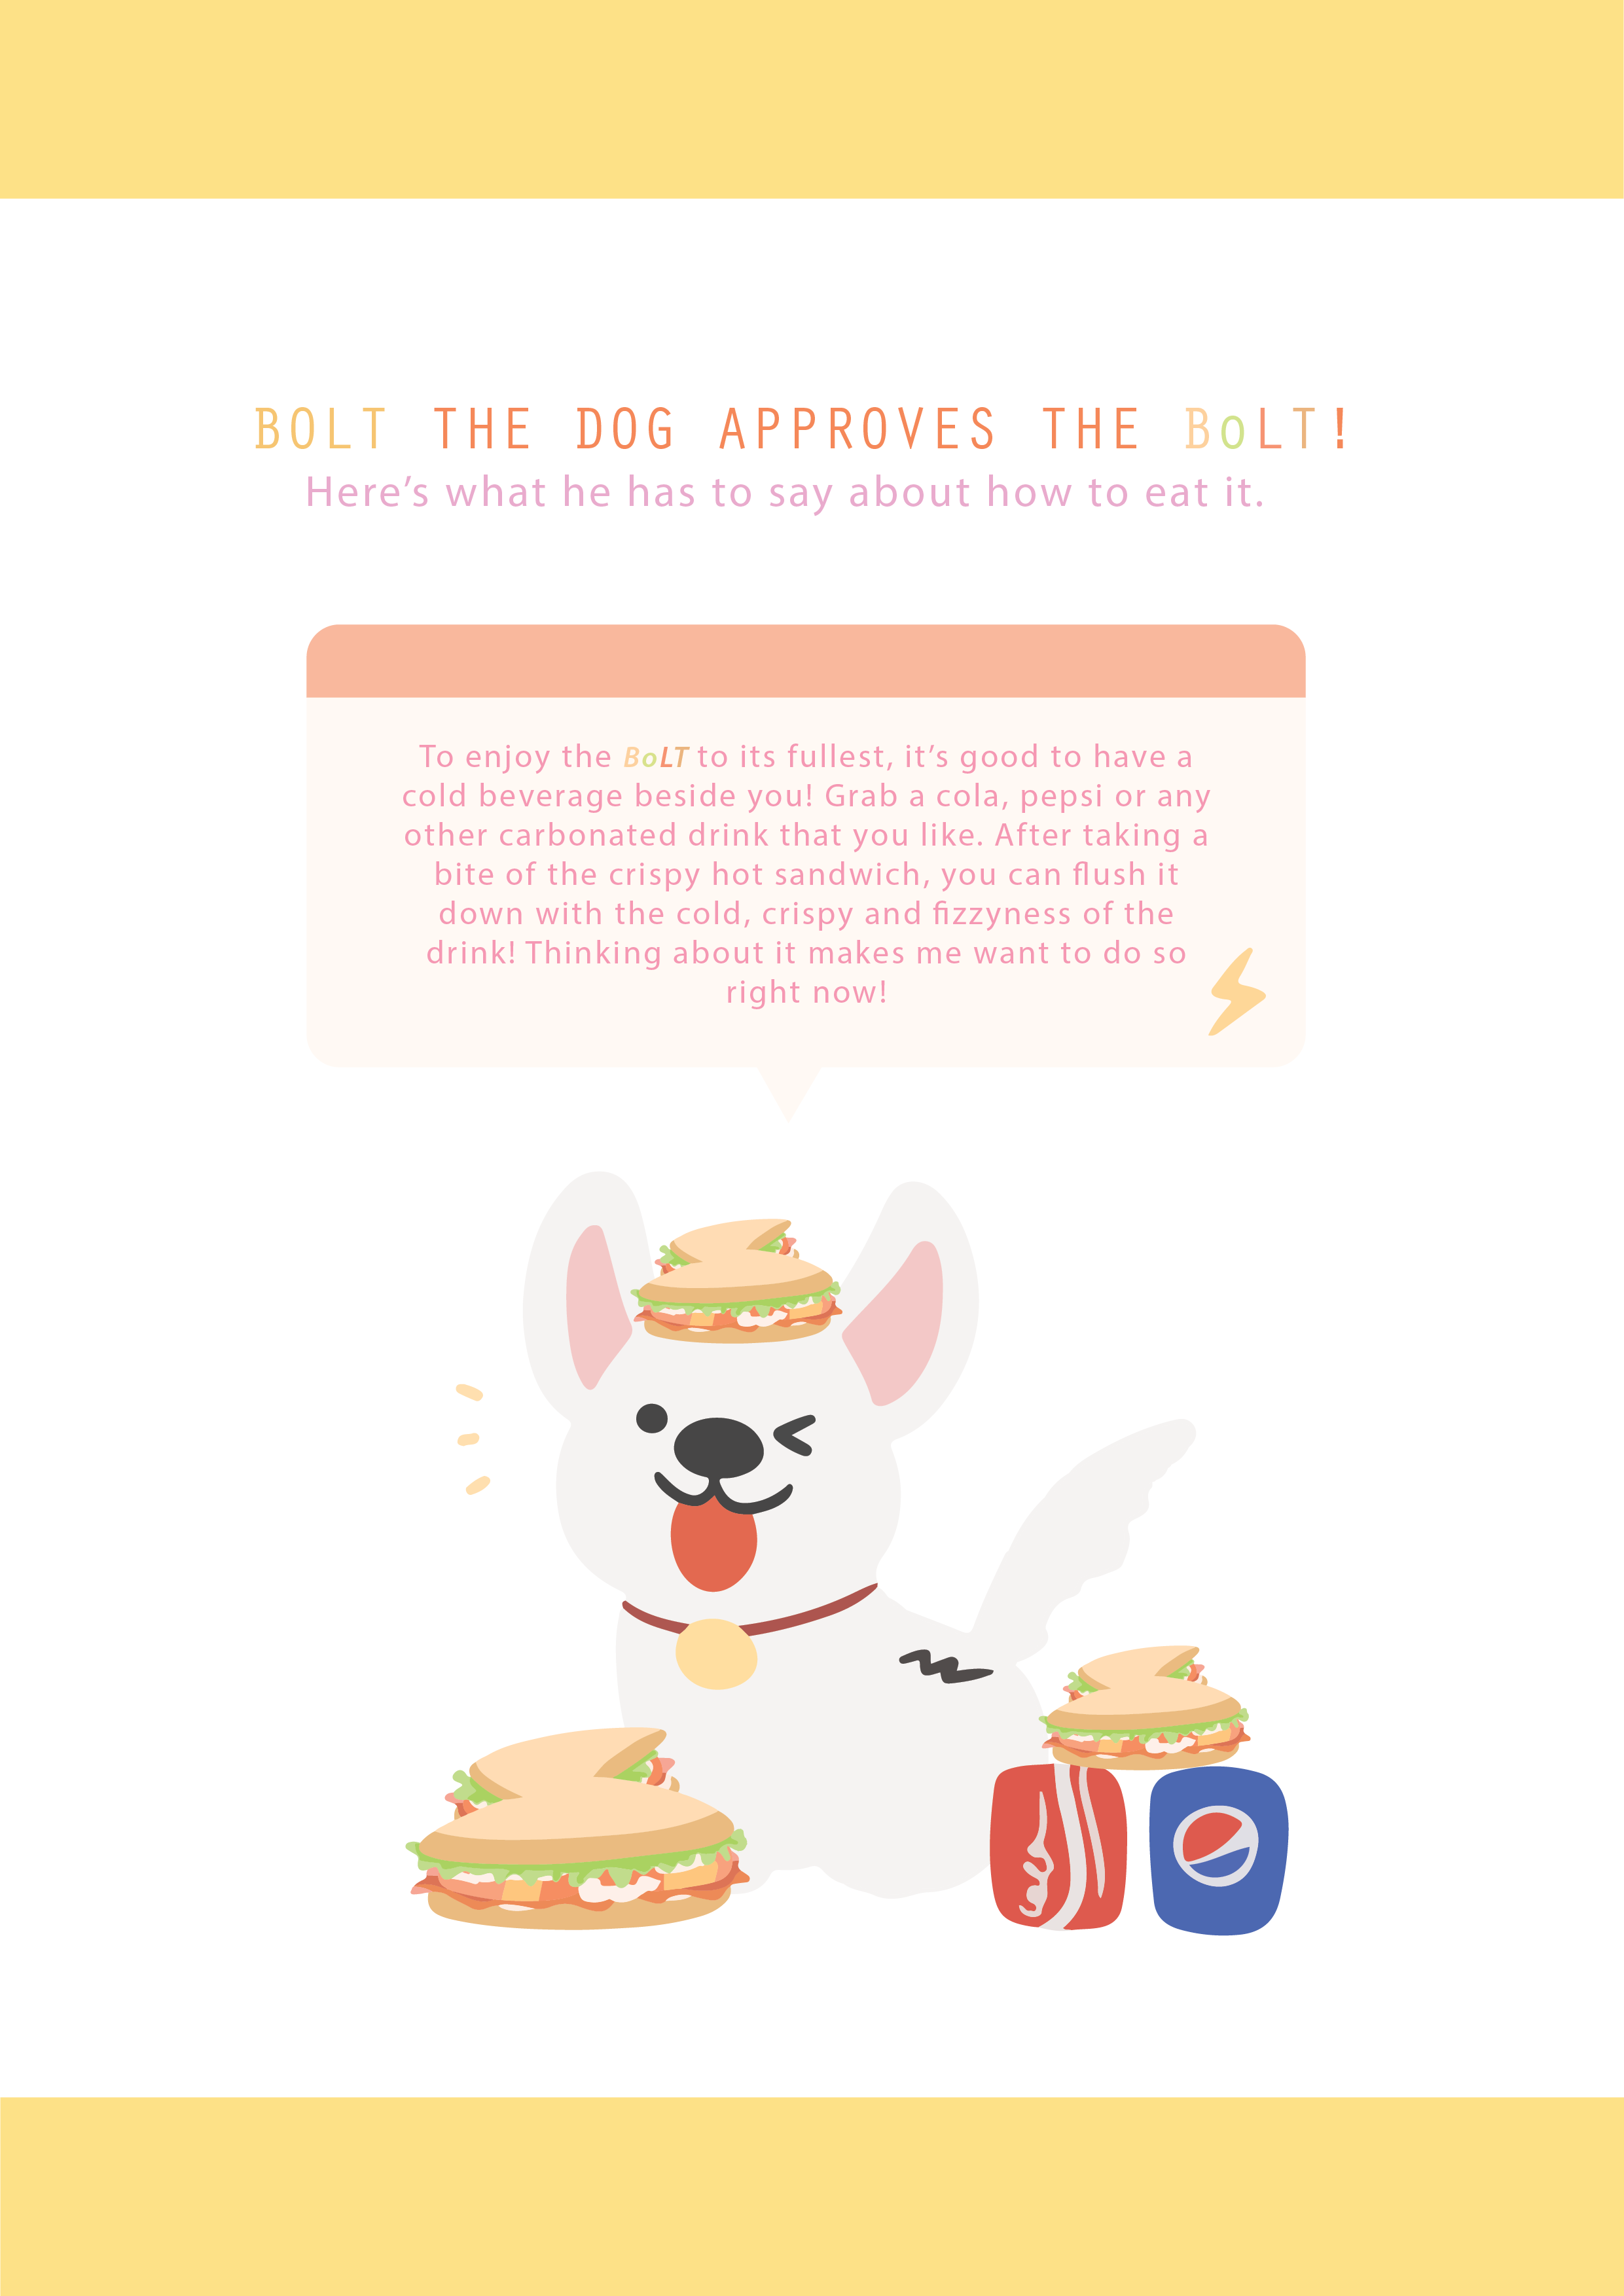 BOLT THE DOG APPROVES THE BoLT!
Here’s what he has to say about how to eat it.
To enjoy the BoLT to its fullest, it’s good to have a
cold beverage beside you! Grab a cola, pepsi or any
other carbonated drink that you like. After taking a
bite of the crispy hot sandwich, you can flush it
down with the cold, crispy and fizzyness of the
drink! Thinking about it makes me want to do so
right now!